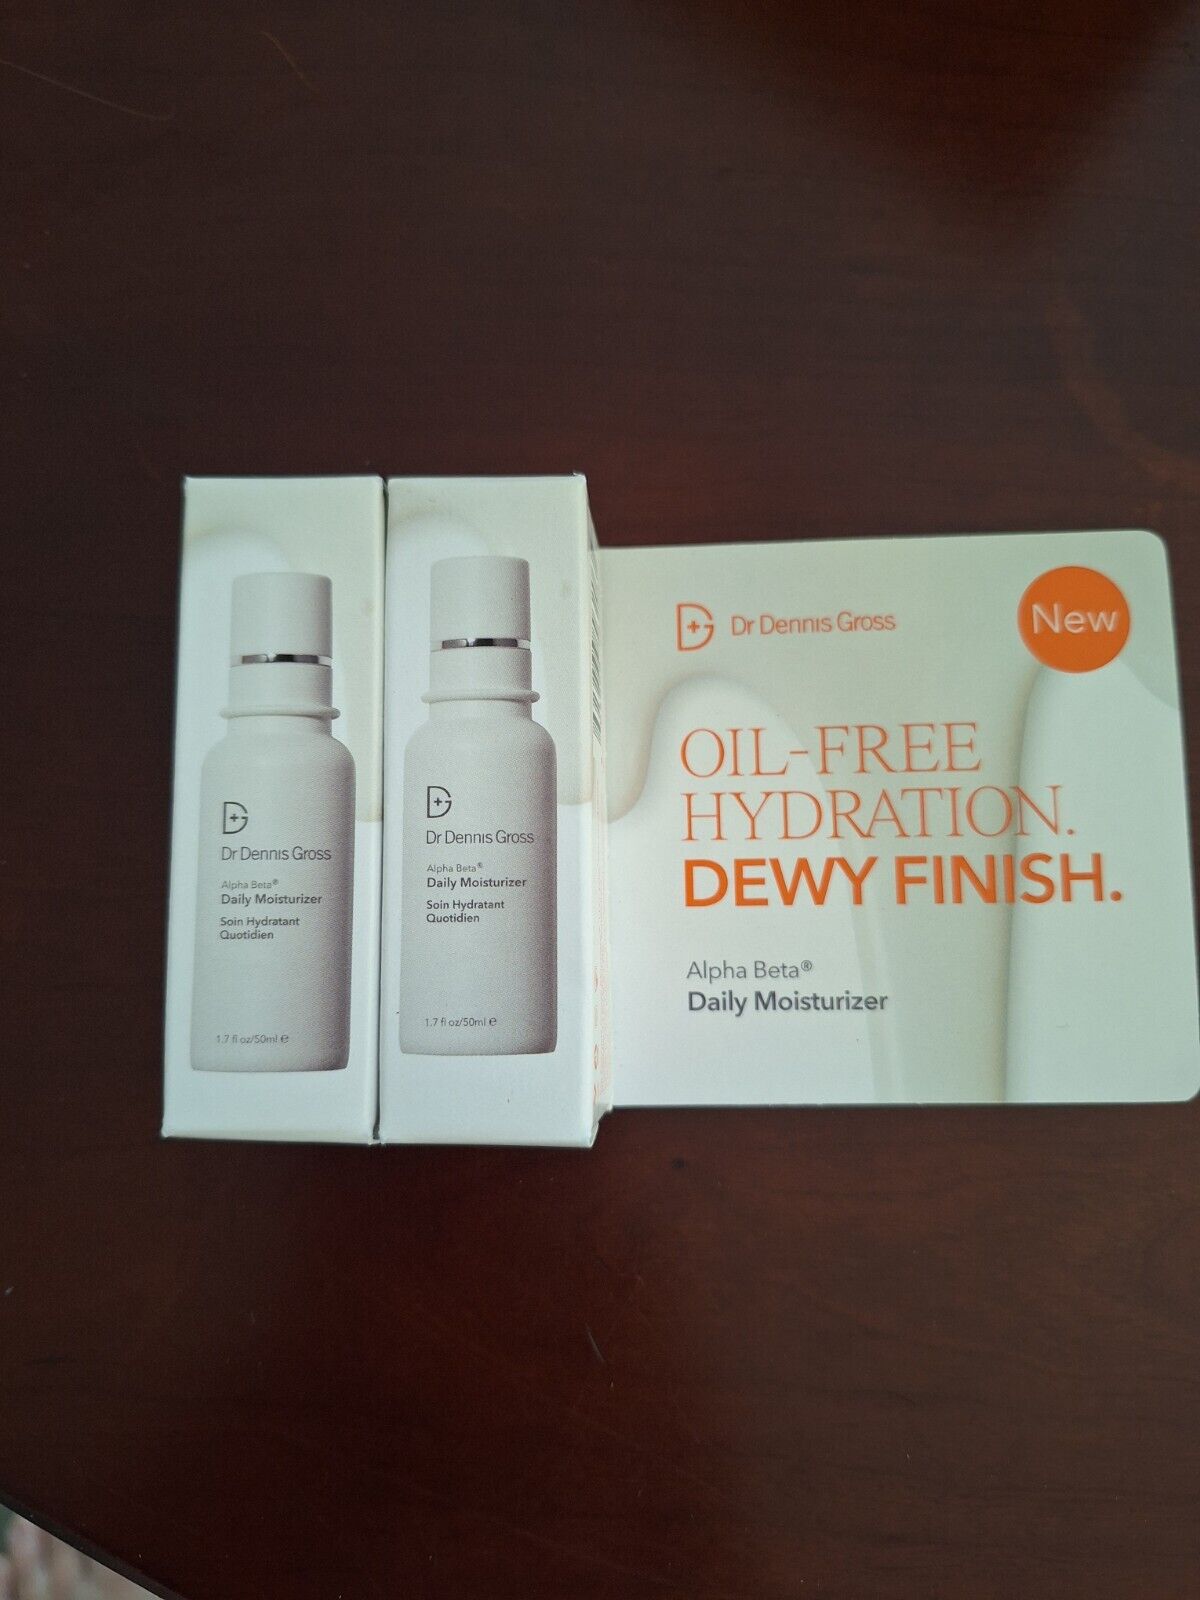 Dr Dennis Gross
Alpha Beta®
Daily Moisturizer
Soin Hydratant
Quotidien
1.7 fl oz/50ml e
Dr Dennis Gross
Alpha Beta®
Daily Moisturizer
Soin Hydratant
Quotidien
1.7 fl oz/50ml e
Dr Dennis Gross
New
OIL-FREE
HYDRATION.
DEWY FINISH.
Alpha Beta®
Daily Moisturizer